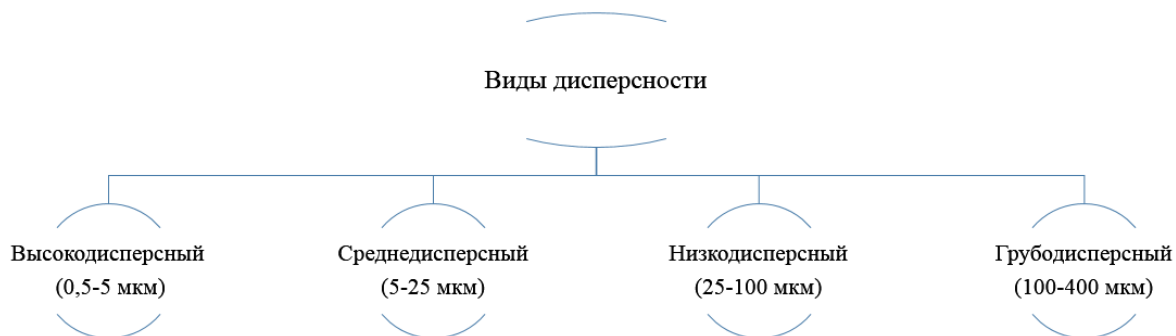 Виды дисперсности
Высокодисперсный
(0,5-5 мкм)
Среднедисперсный
(5-25 мкм)
Низкодисперсный
(25-100 мкм)
Грубодисперсный
(100-400 мкм)